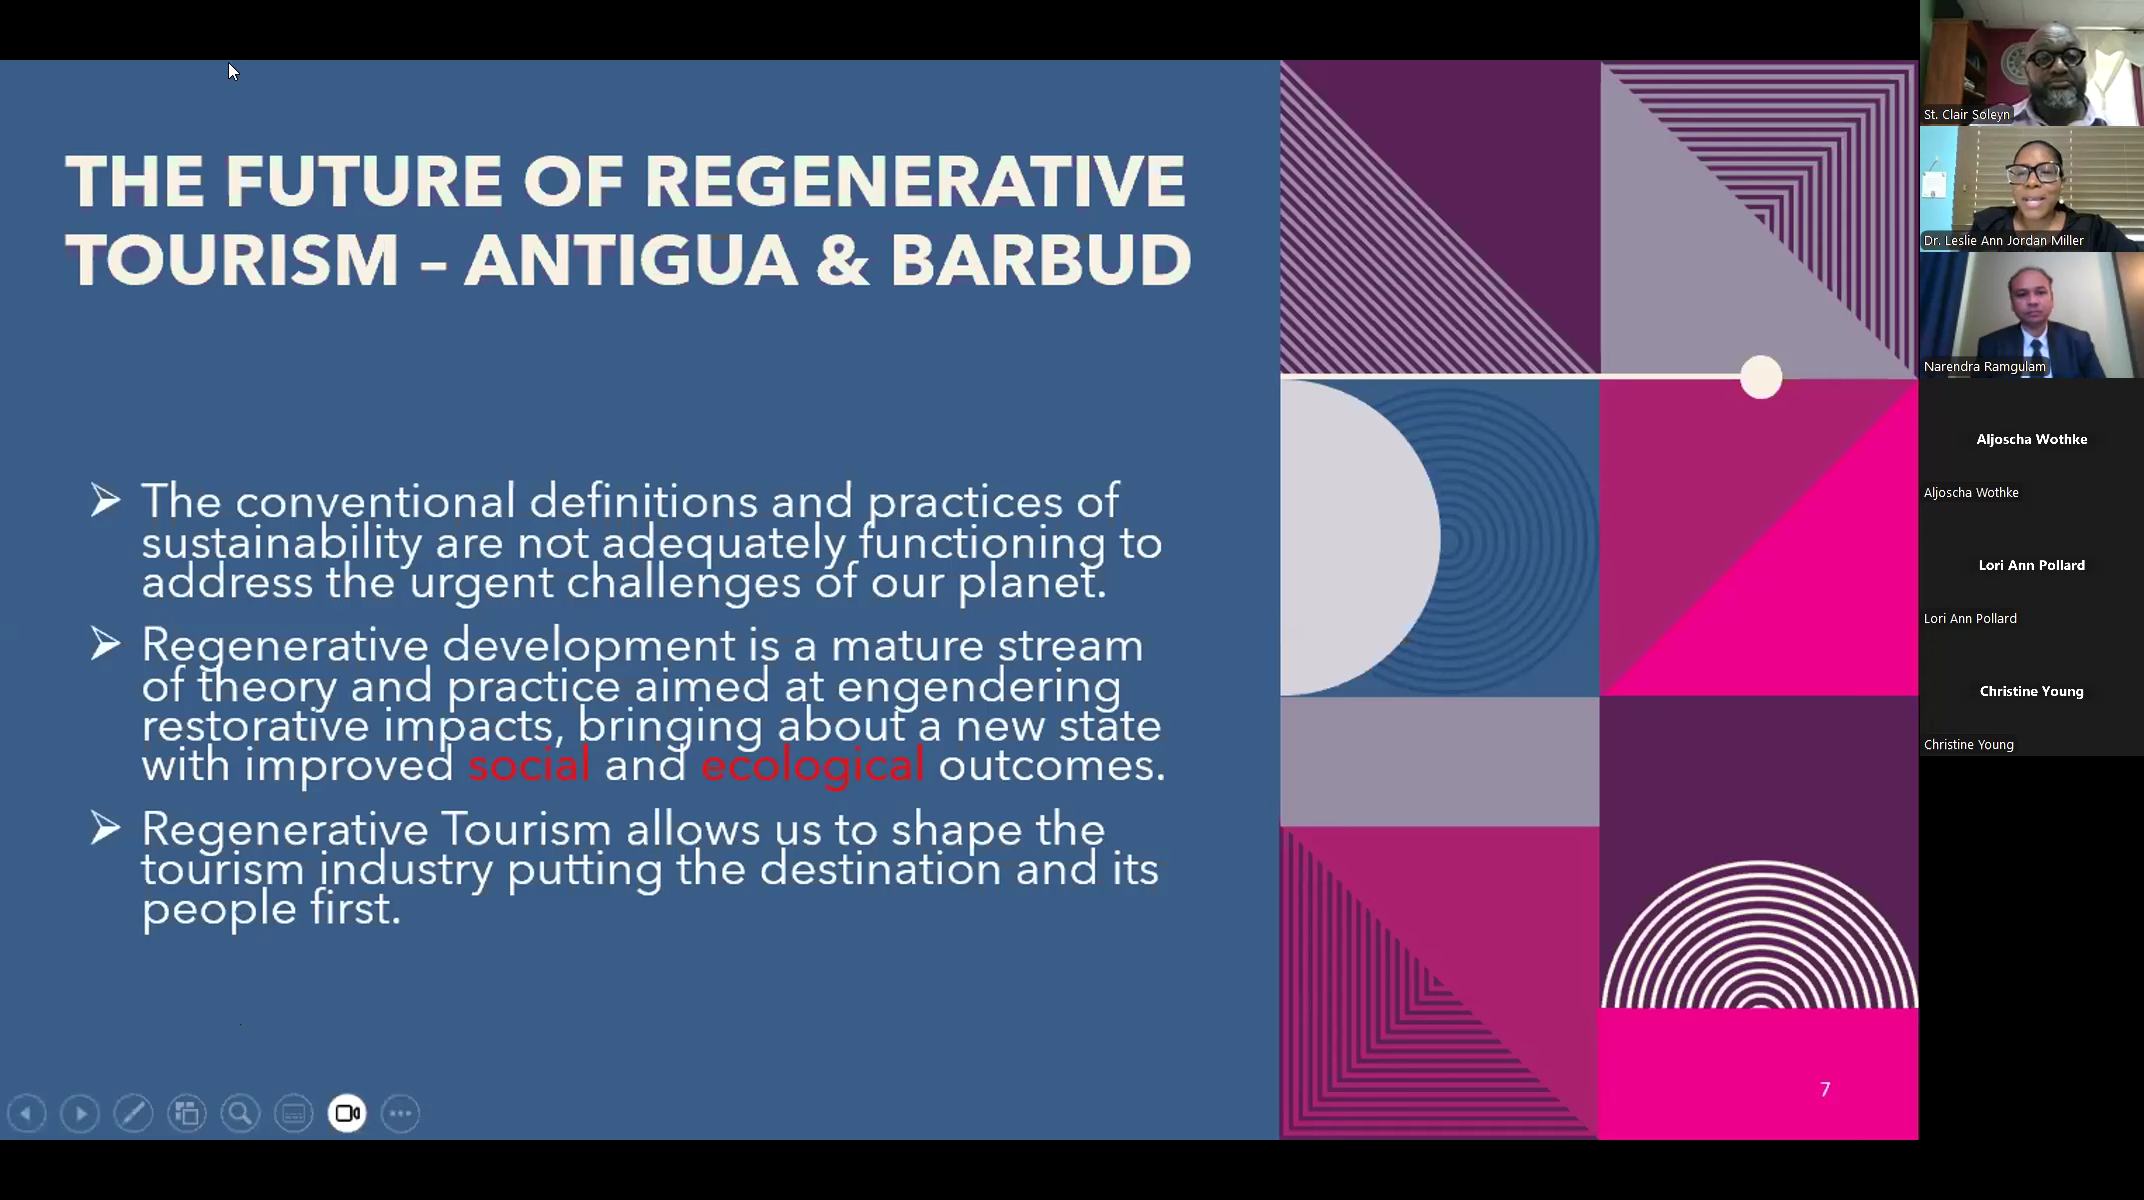 THE FUTURE OF REGENERATIVE
TOURISM – ANTIGUA & BARBUD
The conventional definitions and practices of
sustainability are not adequately functioning to
address the urgent challenges of our planet.
Regenerative development is a mature stream
of theory and practice aimed at engendering
restorative impacts, bringing about a new state
with improved social and ecological outcomes.
Regenerative Tourism allows us to shape the
tourism industry putting the destination and its
people first.
7
St. Clair Soleyn
Dr. Leslie Ann Jordan Miller
Narendra Ramgulam
Aljoscha Wothke
Aljoscha Wothke
Lori Ann Pollard
Lori Ann Pollard
Christine Young
Christine Young